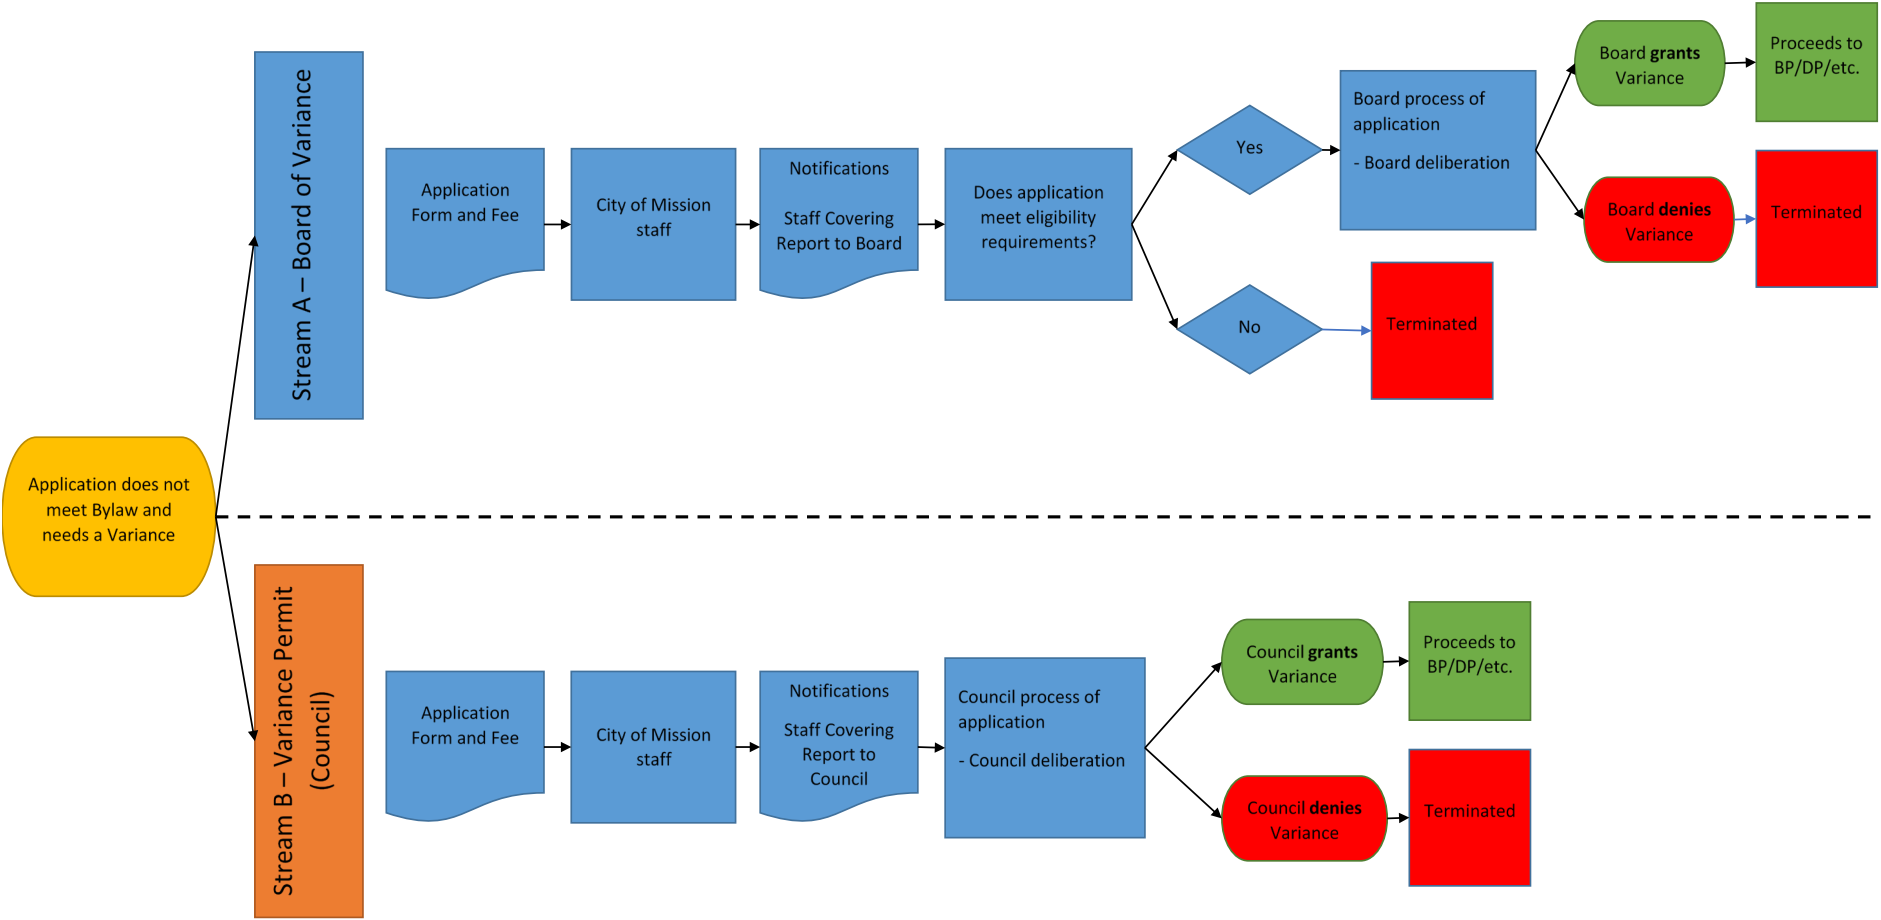 Stream A – Board of Variance
Application
Form and Fee
City of Mission
staff
Notifications
Staff Covering
Report to Board
Does application
meet eligibility
requirements?
Yes
No
Terminated
Board process of
application
- Board deliberation
Board grants
Variance
Proceeds to
BP/DP/etc.
Board denies
Variance
Terminated
Application does not
meet Bylaw and
needs a Variance
Stream B – Variance Permit
(Council)
Application
Form and Fee
City of Mission
staff
Notifications
Staff Covering
Report to
Council
Council process of
application
- Council deliberation
Council grants
Variance
Proceeds to
BP/DP/etc.
Council denies
Variance
Terminated